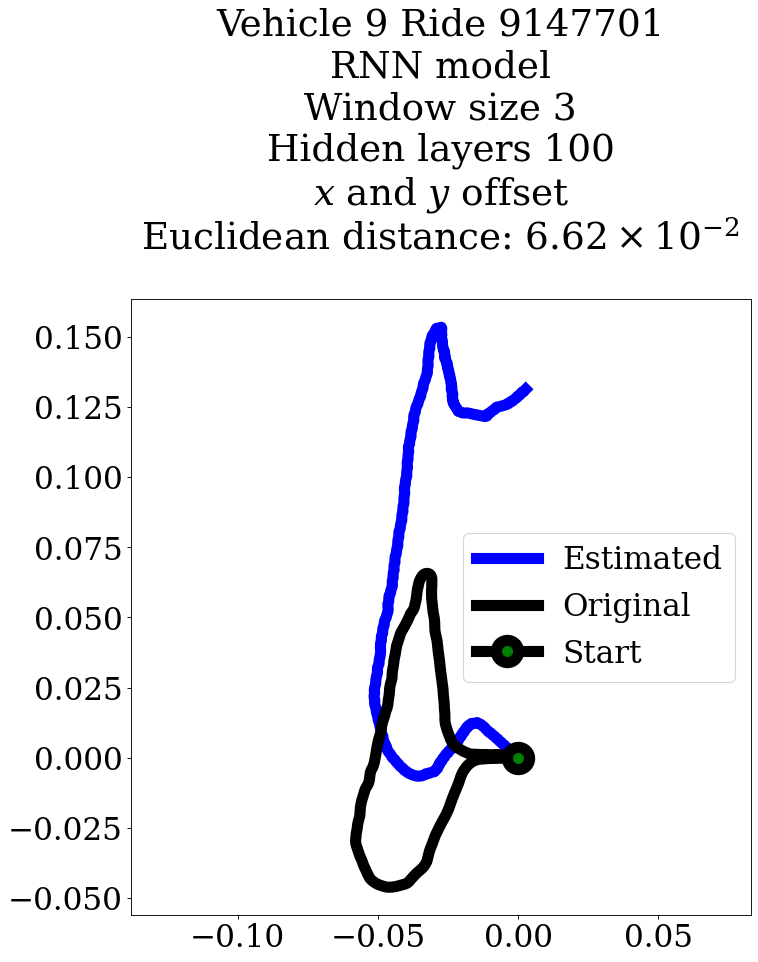 Vehicle 9 Ride 9147701
RNN model
Window size 3
Hidden layers 100
x and y offset
Euclidean distance: 6.62 × 10⁻²
0.150
0.125
0.100
0.075
0.050
0.025
0.000
−0.025
−0.050
Estimated
Original
Start
−0.10 −0.05 0.00 0.05